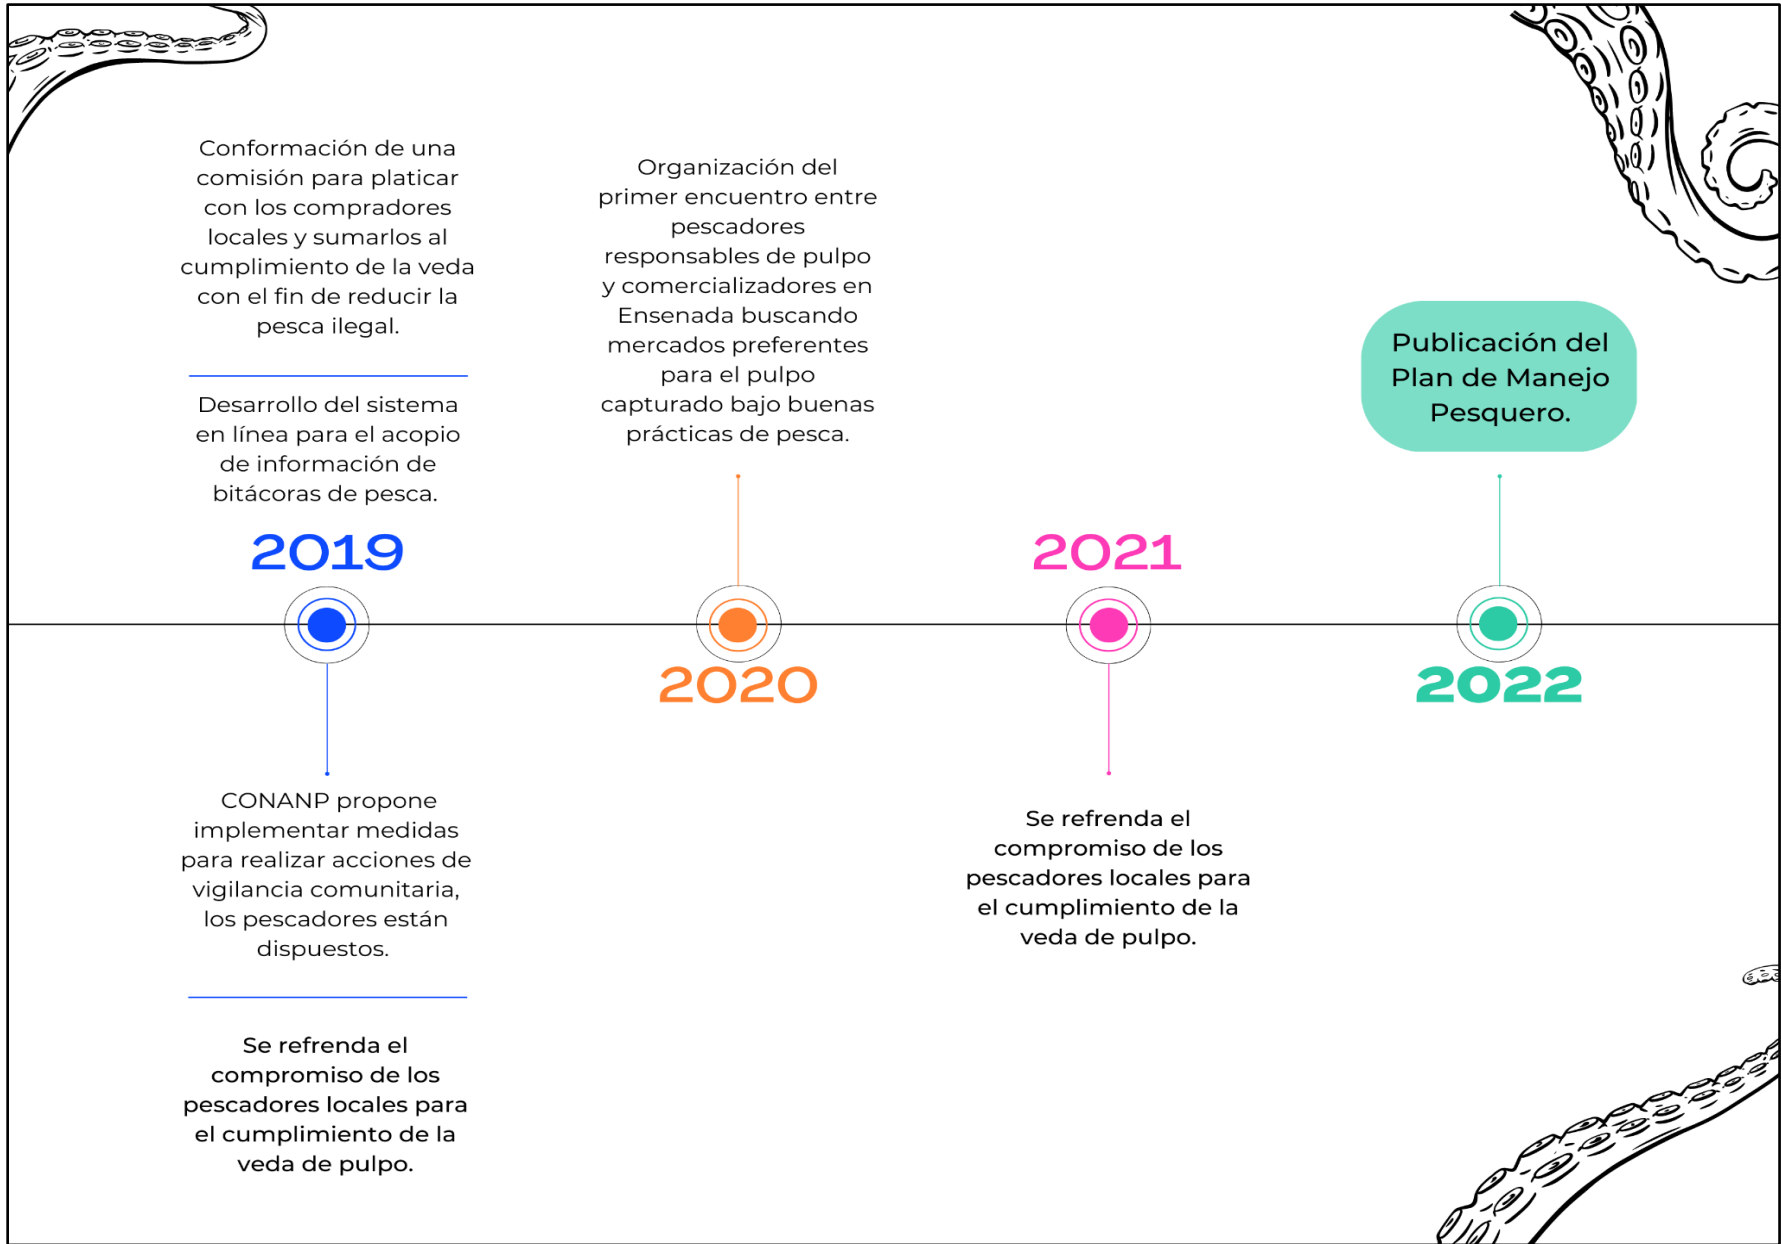 Conformación de una
comisión para platicar
con los compradores
locales y sumarlos al
cumplimiento de la veda
con el fin de reducir la
pesca ilegal.
Desarrollo del sistema
en línea para el acopio
de información de
bitácoras de pesca.
2019
CONANP propone
implementar medidas
para realizar acciones de
vigilancia comunitaria,
los pescadores están
dispuestos.
Se refrenda el
compromiso de los
pescadores locales para
el cumplimiento de la
veda de pulpo.
Organización del
primer encuentro entre
pescadores
responsables de pulpo
y comercializadores en
Ensenada buscando
mercados preferentes
para el pulpo
capturado bajo buenas
prácticas de pesca.
2020
2021
Se refrenda el
compromiso de los
pescadores locales para
el cumplimiento de la
veda de pulpo.
Publicación del
Plan de Manejo
Pesquero.
2022